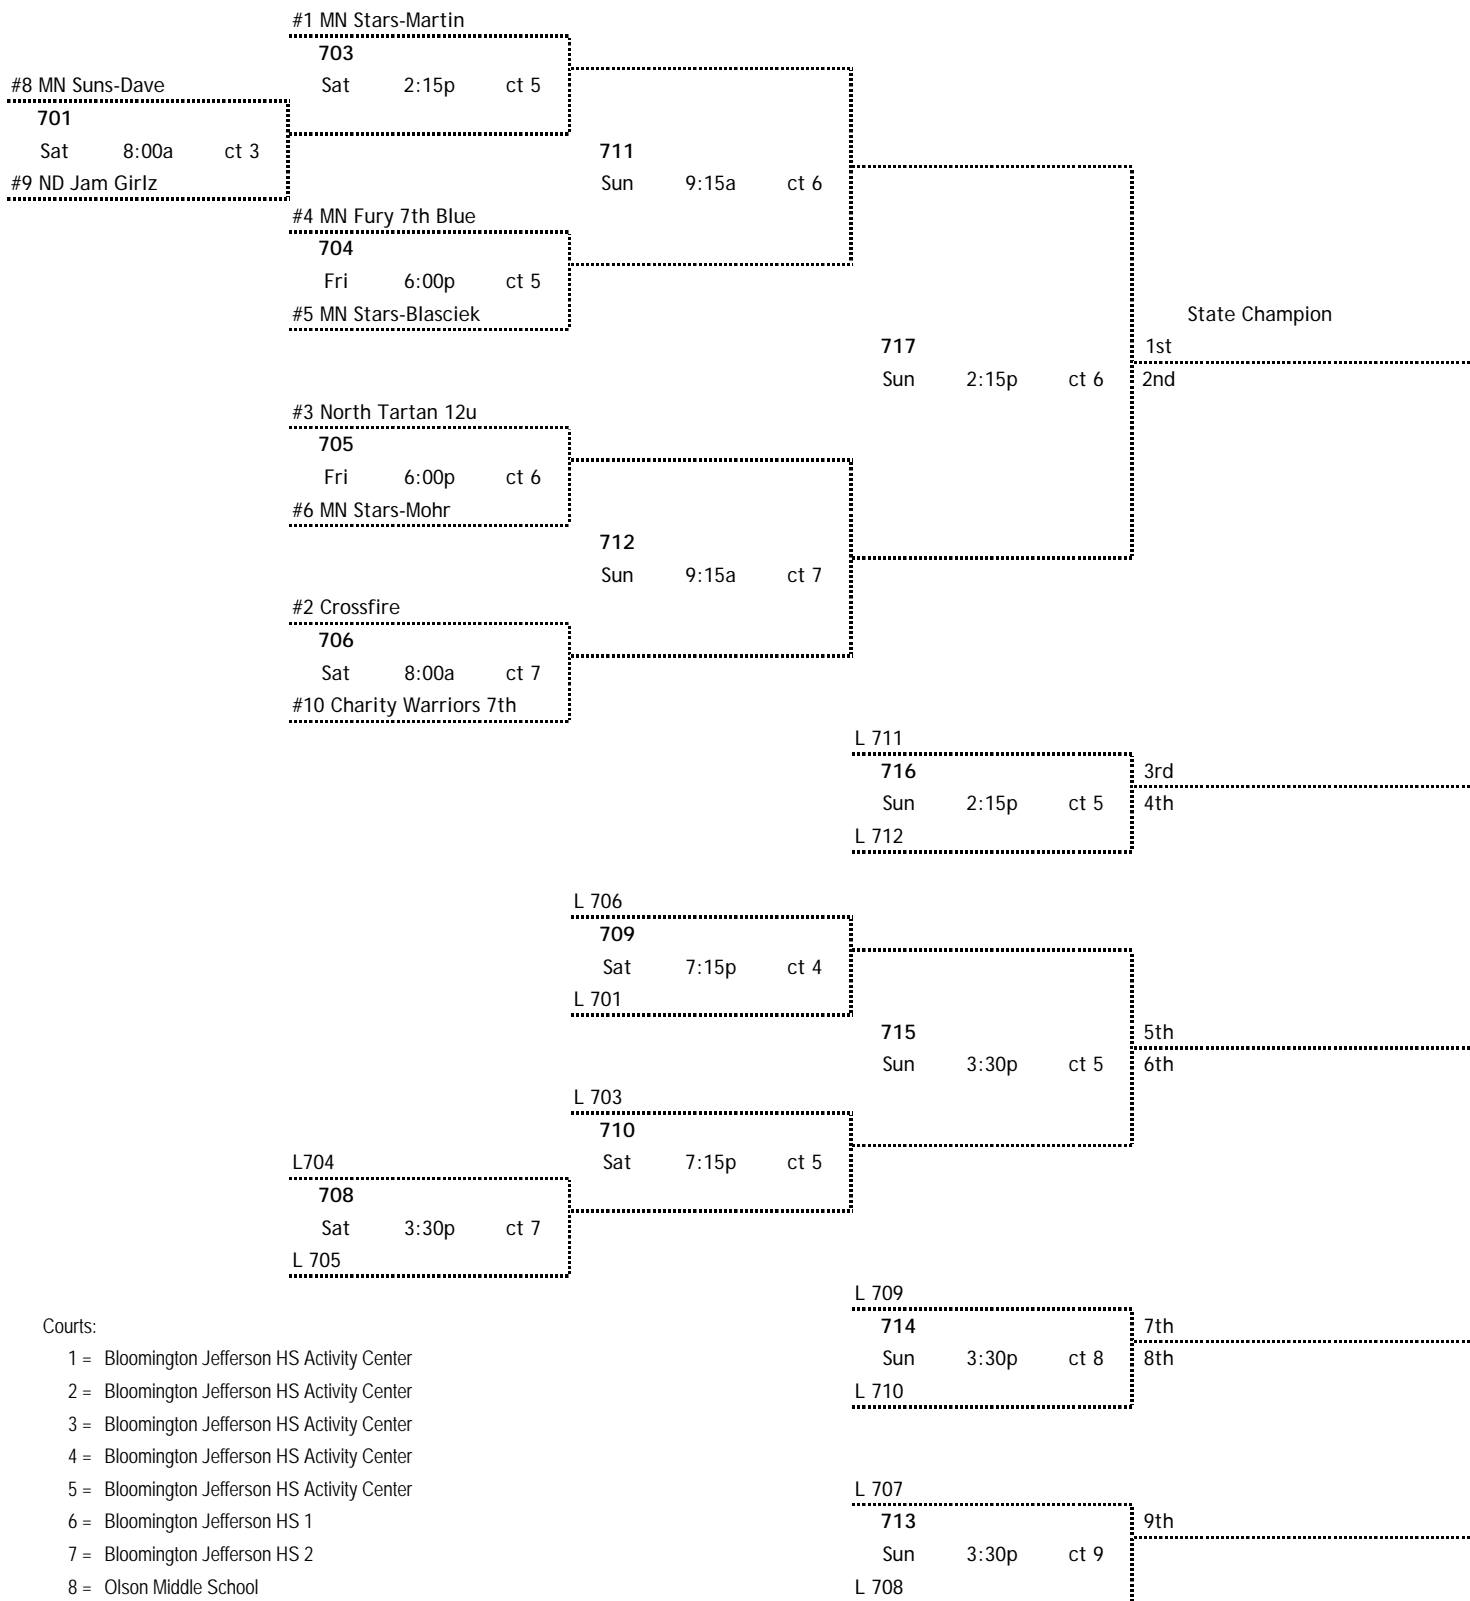 #1 MN Stars-Martin
703
#8 MN Suns-Dave
Sat 2:15p ct 5
701
Sat 8:00a ct 3
711
#9 ND Jam Girlz
Sun 9:15a ct 6
#4 MN Fury 7th Blue
704
Fri 6:00p ct 5
#5 MN Stars-Blasciek
State Champion
717
1st
Sun 2:15p ct 6
2nd
#3 North Tartan 12u
705
Fri 6:00p ct 6
#6 MN Stars-Mohr
712
Sun 9:15a ct 7
#2 Crossfire
706
Sat 8:00a ct 7
#10 Charity Warriors 7th
L 711
716
3rd
Sun 2:15p ct 5
4th
L 712
L 706
709
Sat 7:15p ct 4
L 701
715
5th
Sun 3:30p ct 5
6th
L 703
710
L704
Sat 7:15p ct 5
708
Sat 3:30p ct 7
L 705
L 709
714
7th
Sun 3:30p ct 8
8th
L 710
L 707
713
9th
Sun 3:30p ct 9
L 708
Courts:
1 = Bloomington Jefferson HS Activity Center
2 = Bloomington Jefferson HS Activity Center
3 = Bloomington Jefferson HS Activity Center
4 = Bloomington Jefferson HS Activity Center
5 = Bloomington Jefferson HS Activity Center
6 = Bloomington Jefferson HS 1
7 = Bloomington Jefferson HS 2
8 = Olson Middle School